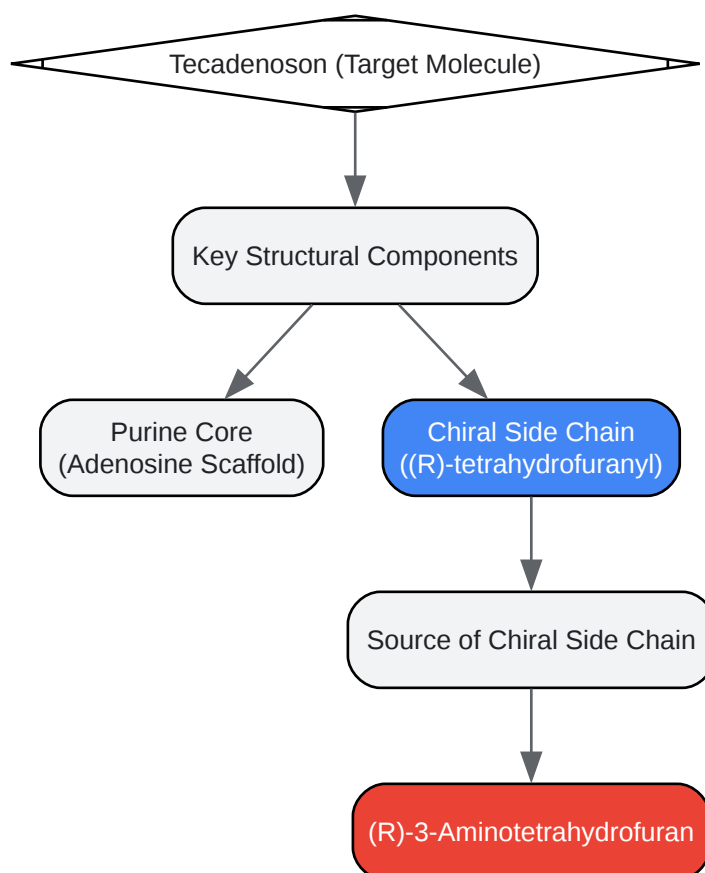 Tecadenoson (Target Molecule)
Key Structural Components
Purine Core
(Adenosine Scaffold)
Chiral Side Chain
((R)-tetrahydrofuranyl)
Source of Chiral Side Chain
(R)-3-Aminotetrahydrofuran